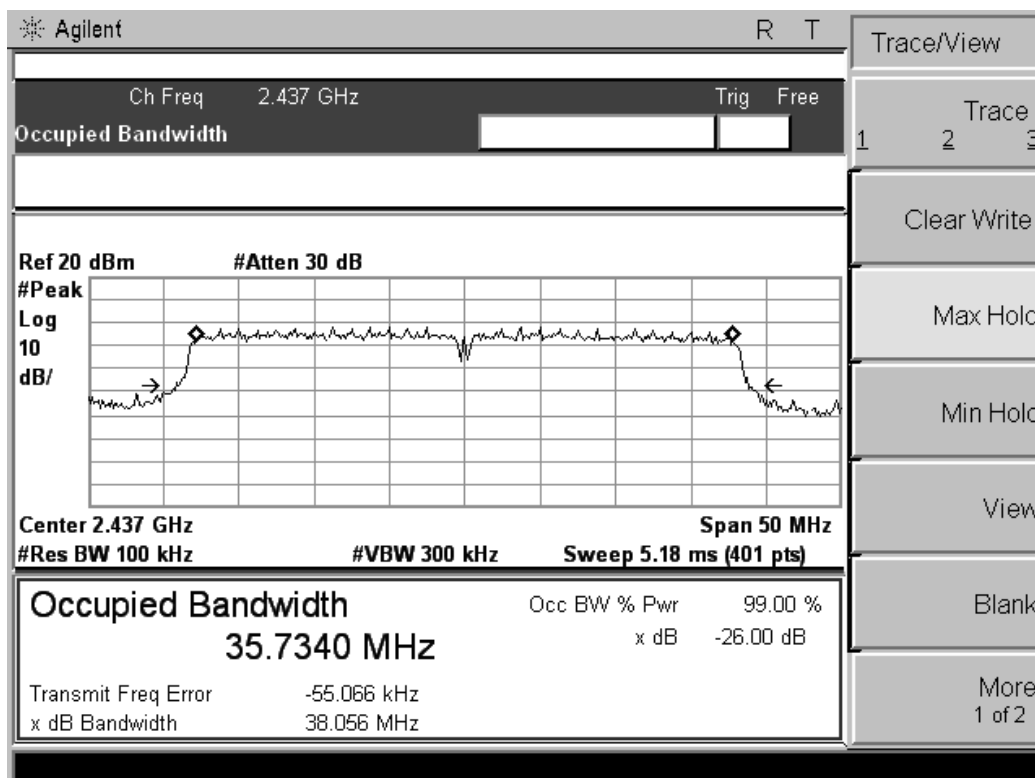 Agilent R T
Trace/View
Ch Freq 2.437 GHz Trig Free
Occupied Bandwidth
Trace
1 2 3
Clear Write
Ref 20 dBm #Atten 30 dB
#Peak
Log
10
dB/
Max Hold
Min Hold
Center 2.437 GHz Span 50 MHz
#Res BW 100 kHz #VBW 300 kHz Sweep 5.18 ms (401 pts)
View
Occupied Bandwidth
35.7340 MHz
Occ BW % Pwr 99.00 %
x dB -26.00 dB
Transmit Freq Error -55.066 kHz
x dB Bandwidth 38.056 MHz
Blank
More
1 of 2